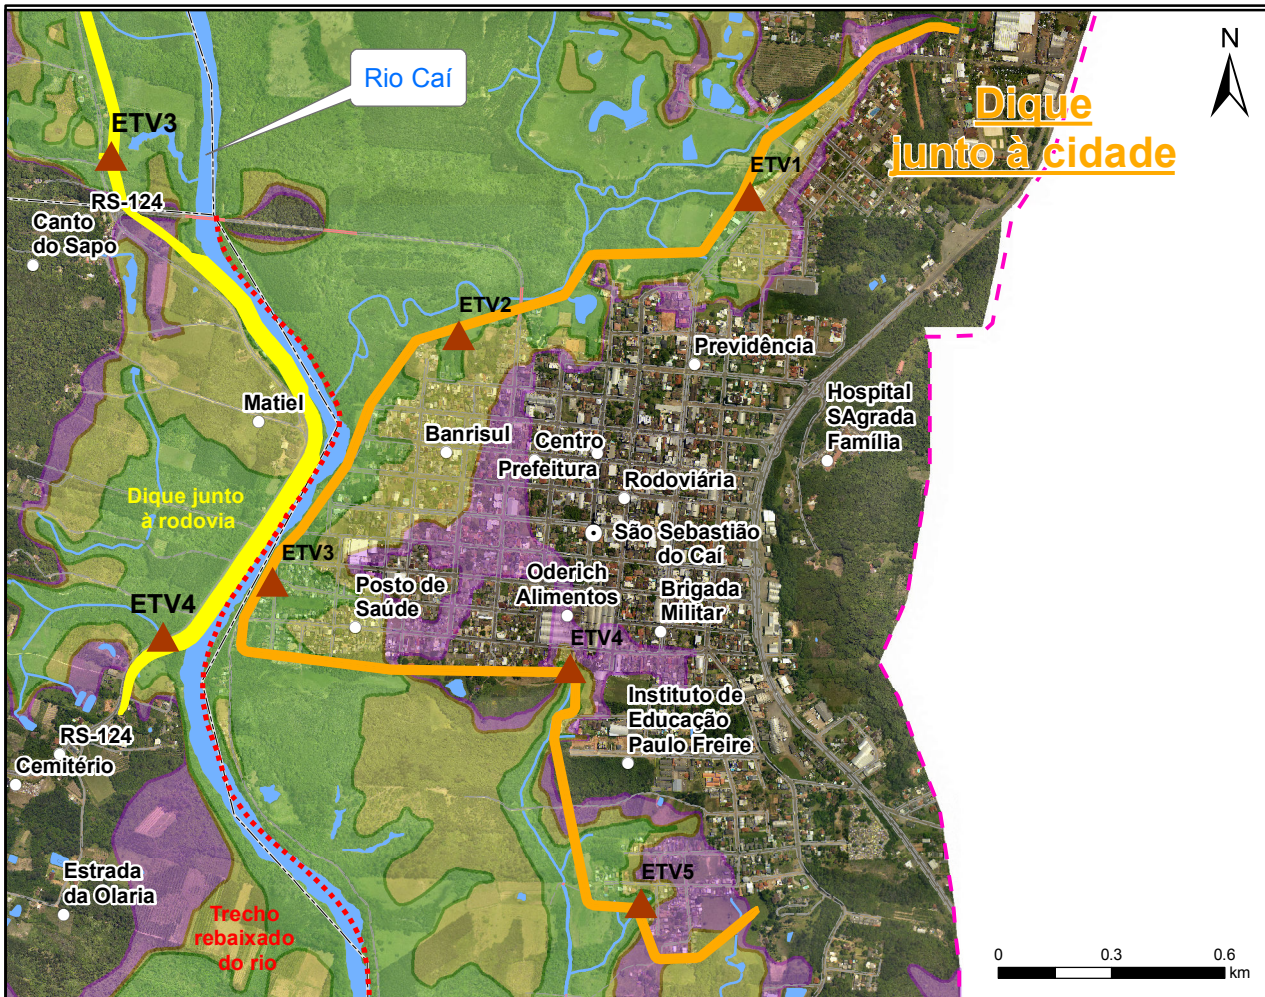 N
Rio Caí
Dique
junto à cidade
ETV3
ETV1
RS-124
Canto
do Sapo
ETV2
Previdência
Matiel
Hospital
SAgrada
Família
Banrisul
Centro
Prefeitura
Rodoviária
Dique junto
à rodovia
São Sebastião
do Caí
ETV3
Posto de
Saúde
Oderich
Alimentos
Brigada
Militar
ETV4
ETV4
Instituto de
Educação
Paulo Freire
RS-124
Cemitério
Estrada
da Olaria
ETV5
Trecho
rebaixado
do rio
0 0.3 0.6
km